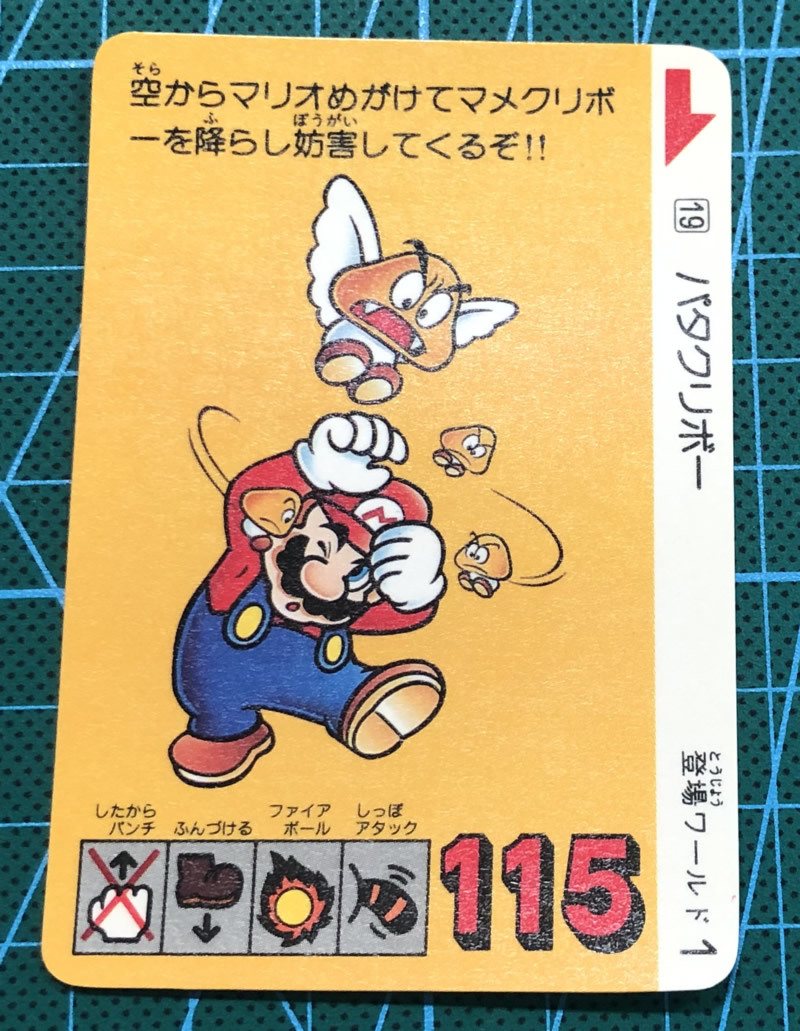 空からマリオめがけてマメクリボ
ーを降らし妨害してくるぞ!!
19 パタクリボー
登場ワールド1
M
したから
パンチ
ふんづける
ファイア
ボール
しっぽ
アタック
115